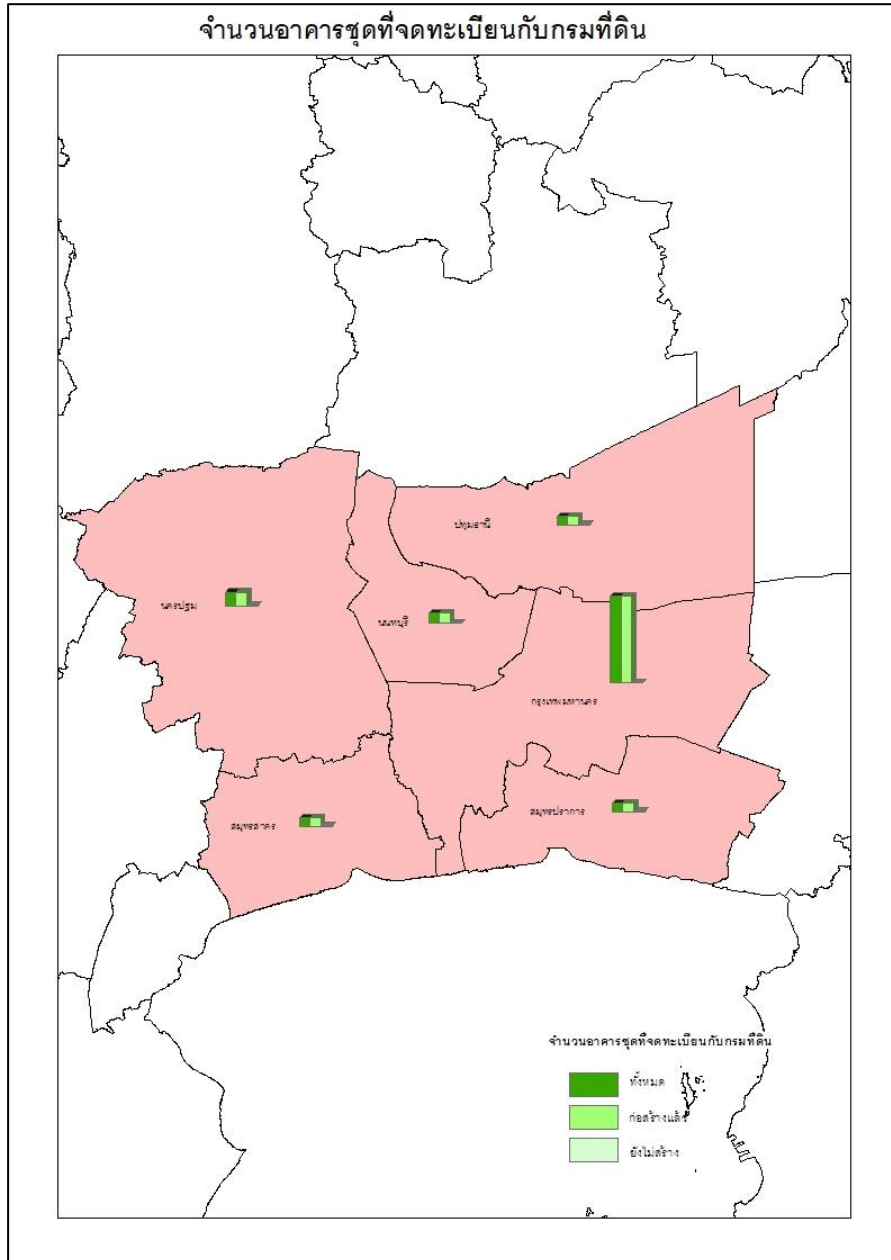 จำนวนอาคารชุดที่จดทะเบียนกับกรมที่ดิน
ปทุมธานี
นครปฐม
นนทบุรี
กรุงเทพมหานคร
สมุทรสาคร
สมุทรปราการ
จำนวนอาคารชุดที่จดทะเบียนกับกรมที่ดิน
ทั้งหมด
ก่อสร้างแล้ว
ยังไม่สร้าง